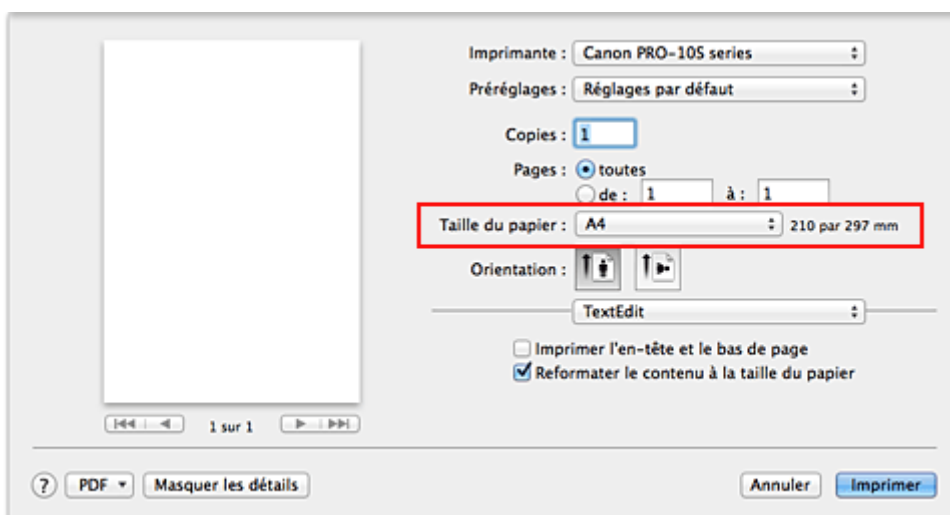 Imprimante : Canon PRO-10S series
Préréglages : Réglages par défaut
Copies : 1
Pages : toutes
de : 1 à : 1
Taille du papier : A4 210 par 297 mm
Orientation :
TextEdit
Imprimer l'en-tête et le bas de page
Reformater le contenu à la taille du papier
1 sur 1
? PDF Masquer les détails Annuler Imprimer